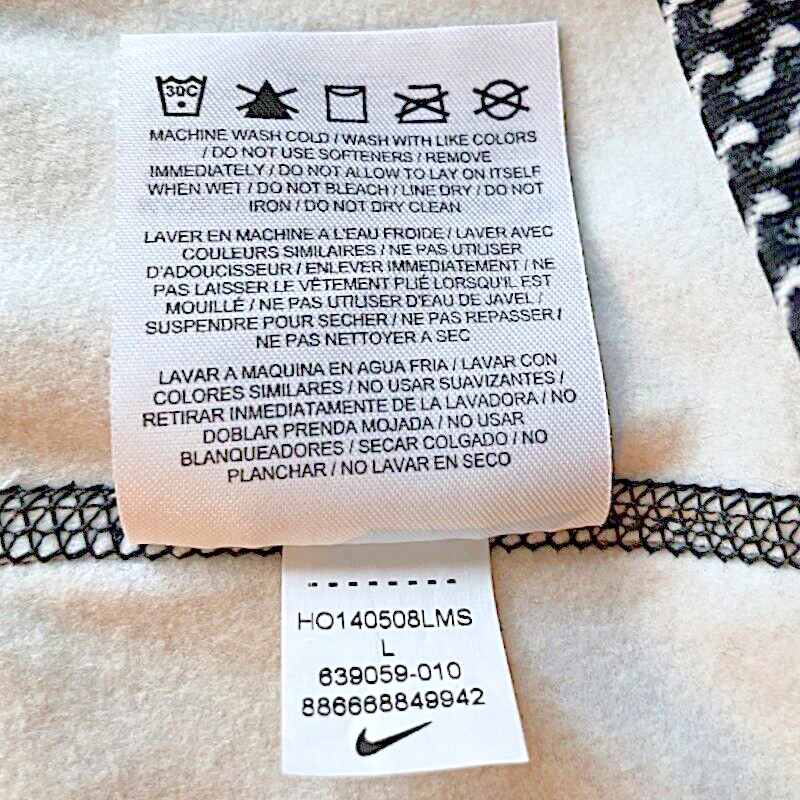 30C
MACHINE WASH COLD / WASH WITH LIKE COLORS
/ DO NOT USE SOFTENERS / REMOVE
IMMEDIATELY / DO NOT ALLOW TO LAY ON ITSELF
WHEN WET / DO NOT BLEACH / LINE DRY / DO NOT
IRON / DO NOT DRY CLEAN
LAVER EN MACHINE A L'EAU FROIDE / LAVER AVEC
COULEURS SIMILAIRES / NE PAS UTILISER
D'ADOUCISSEUR / ENLEVER IMMEDIATEMENT / NE
PAS LAISSER LE VÊTEMENT PLIÉ LORSQU'IL EST
MOUILLÉ / NE PAS UTILISER D'EAU DE JAVEL /
SUSPENDRE POUR SECHER / NE PAS REPASSER /
NE PAS NETTOYER A SEC
LAVAR A MAQUINA EN AGUA FRIA / LAVAR CON
COLORES SIMILARES / NO USAR SUAVIZANTES /
RETIRAR INMEDIATAMENTE DE LA LAVADORA / NO
DOBLAR PRENDA MOJADA / NO USAR
BLANQUEADORES / SECAR COLGADO / NO
PLANCHAR / NO LAVAR EN SECO
HO140508LMS
L
639059-010
886668849942